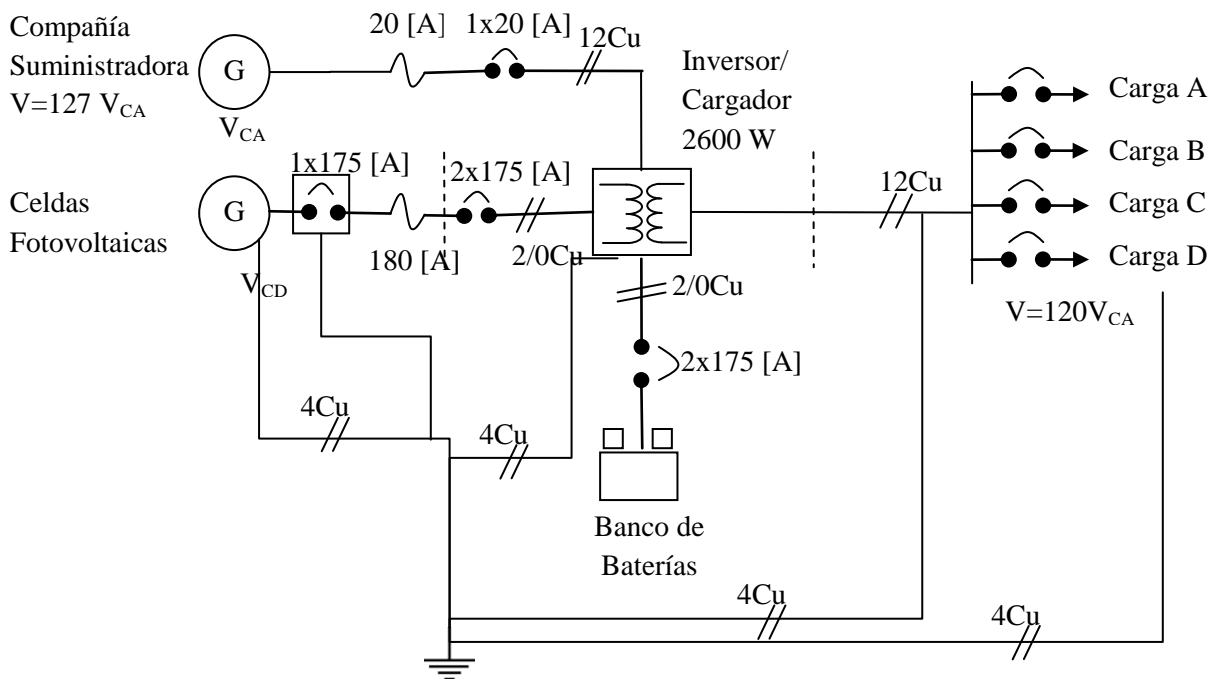 Compañía
Suministradora
V=127 VCA
G
VCA
20 [A]
1x20 [A]
12Cu
Inversor/
Cargador
2600 W
Celdas
Fotovoltaicas
G
VCD
1x175 [A]
180 [A]
2x175 [A]
2/0Cu
2/0Cu
2x175 [A]
Banco de
Baterías
12Cu
Carga A
Carga B
Carga C
Carga D
V=120VCA
4Cu
4Cu
4Cu
4Cu